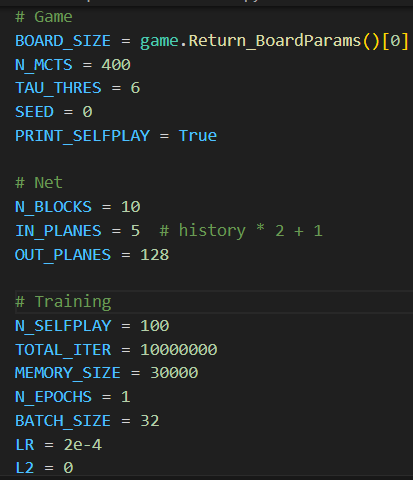 # Game
BOARD_SIZE = game.Return_BoardParams()[0]
N_MCTS = 400
TAU_THRES = 6
SEED = 0
PRINT_SELFPLAY = True
# Net
N_BLOCKS = 10
IN_PLANES = 5  # history * 2 + 1
OUT_PLANES = 128
# Training
N_SELFPLAY = 100
TOTAL_ITER = 10000000
MEMORY_SIZE = 30000
N_EPOCHS = 1
BATCH_SIZE = 32
LR = 2e-4
L2 = 0